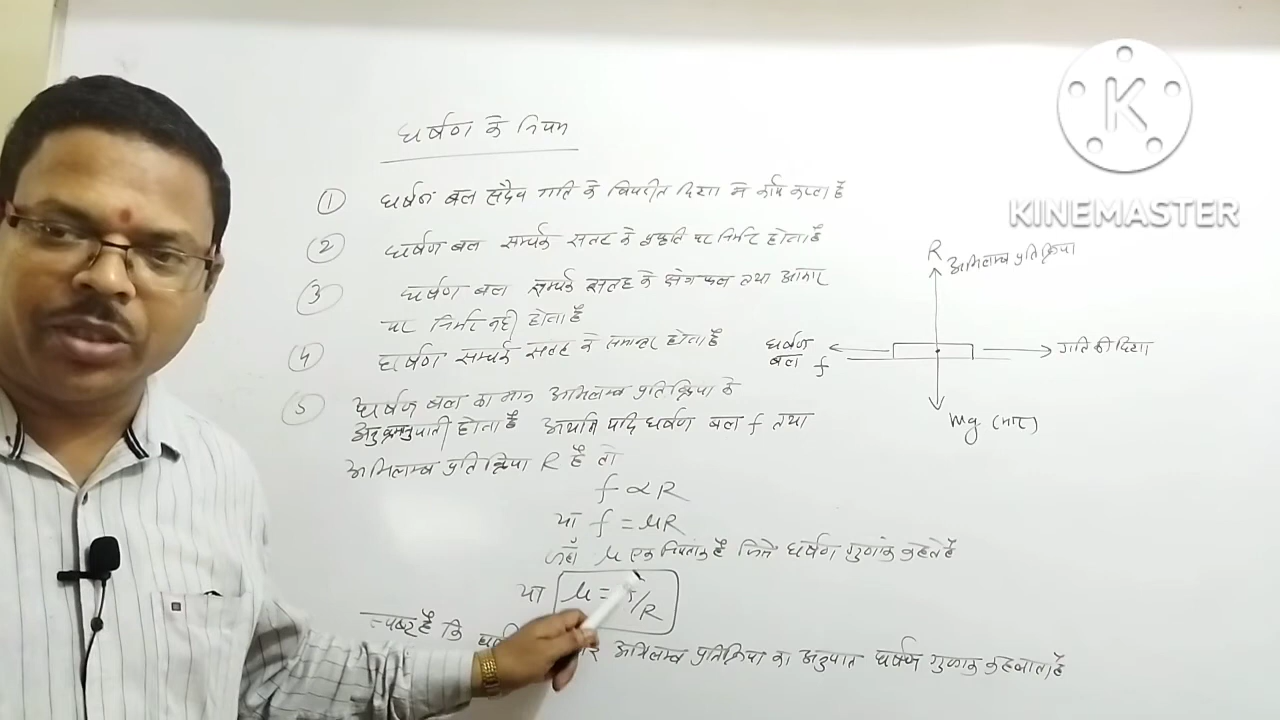 घर्षण के नियम
① घर्षण बल सदैव गति के विपरीत दिशा मे कार्य करता है
② घर्षण बल सम्पर्क सतह के प्रकृति पर निर्भर होता है
③ घर्षण बल सम्पर्क सतह के क्षेत्रफल तथा आकार
पर निर्भर नही होता है
④ घर्षण सम्पर्क सतह के समान्तर होता है
⑤ घर्षण बल का मान अभिलम्ब प्रतिक्रिया के
अनुक्रमानुपाती होता है अर्थात यदि घर्षण बल f तथा
अभिलम्ब प्रतिक्रिया R है तो
f ∝ R
या f = μR
जहाँ μ एक नियतांक है जिसे घर्षण गुणांक कहते है
या μ = f/R
स्पष्ट है कि अभिलम्ब प्रतिक्रिया का अनुपात घर्षण गुणांक कहलाता है
R अभिलम्ब प्रतिक्रिया
घर्षण
बल f
गति की दिशा
mg (भार)
K
KINEMASTER